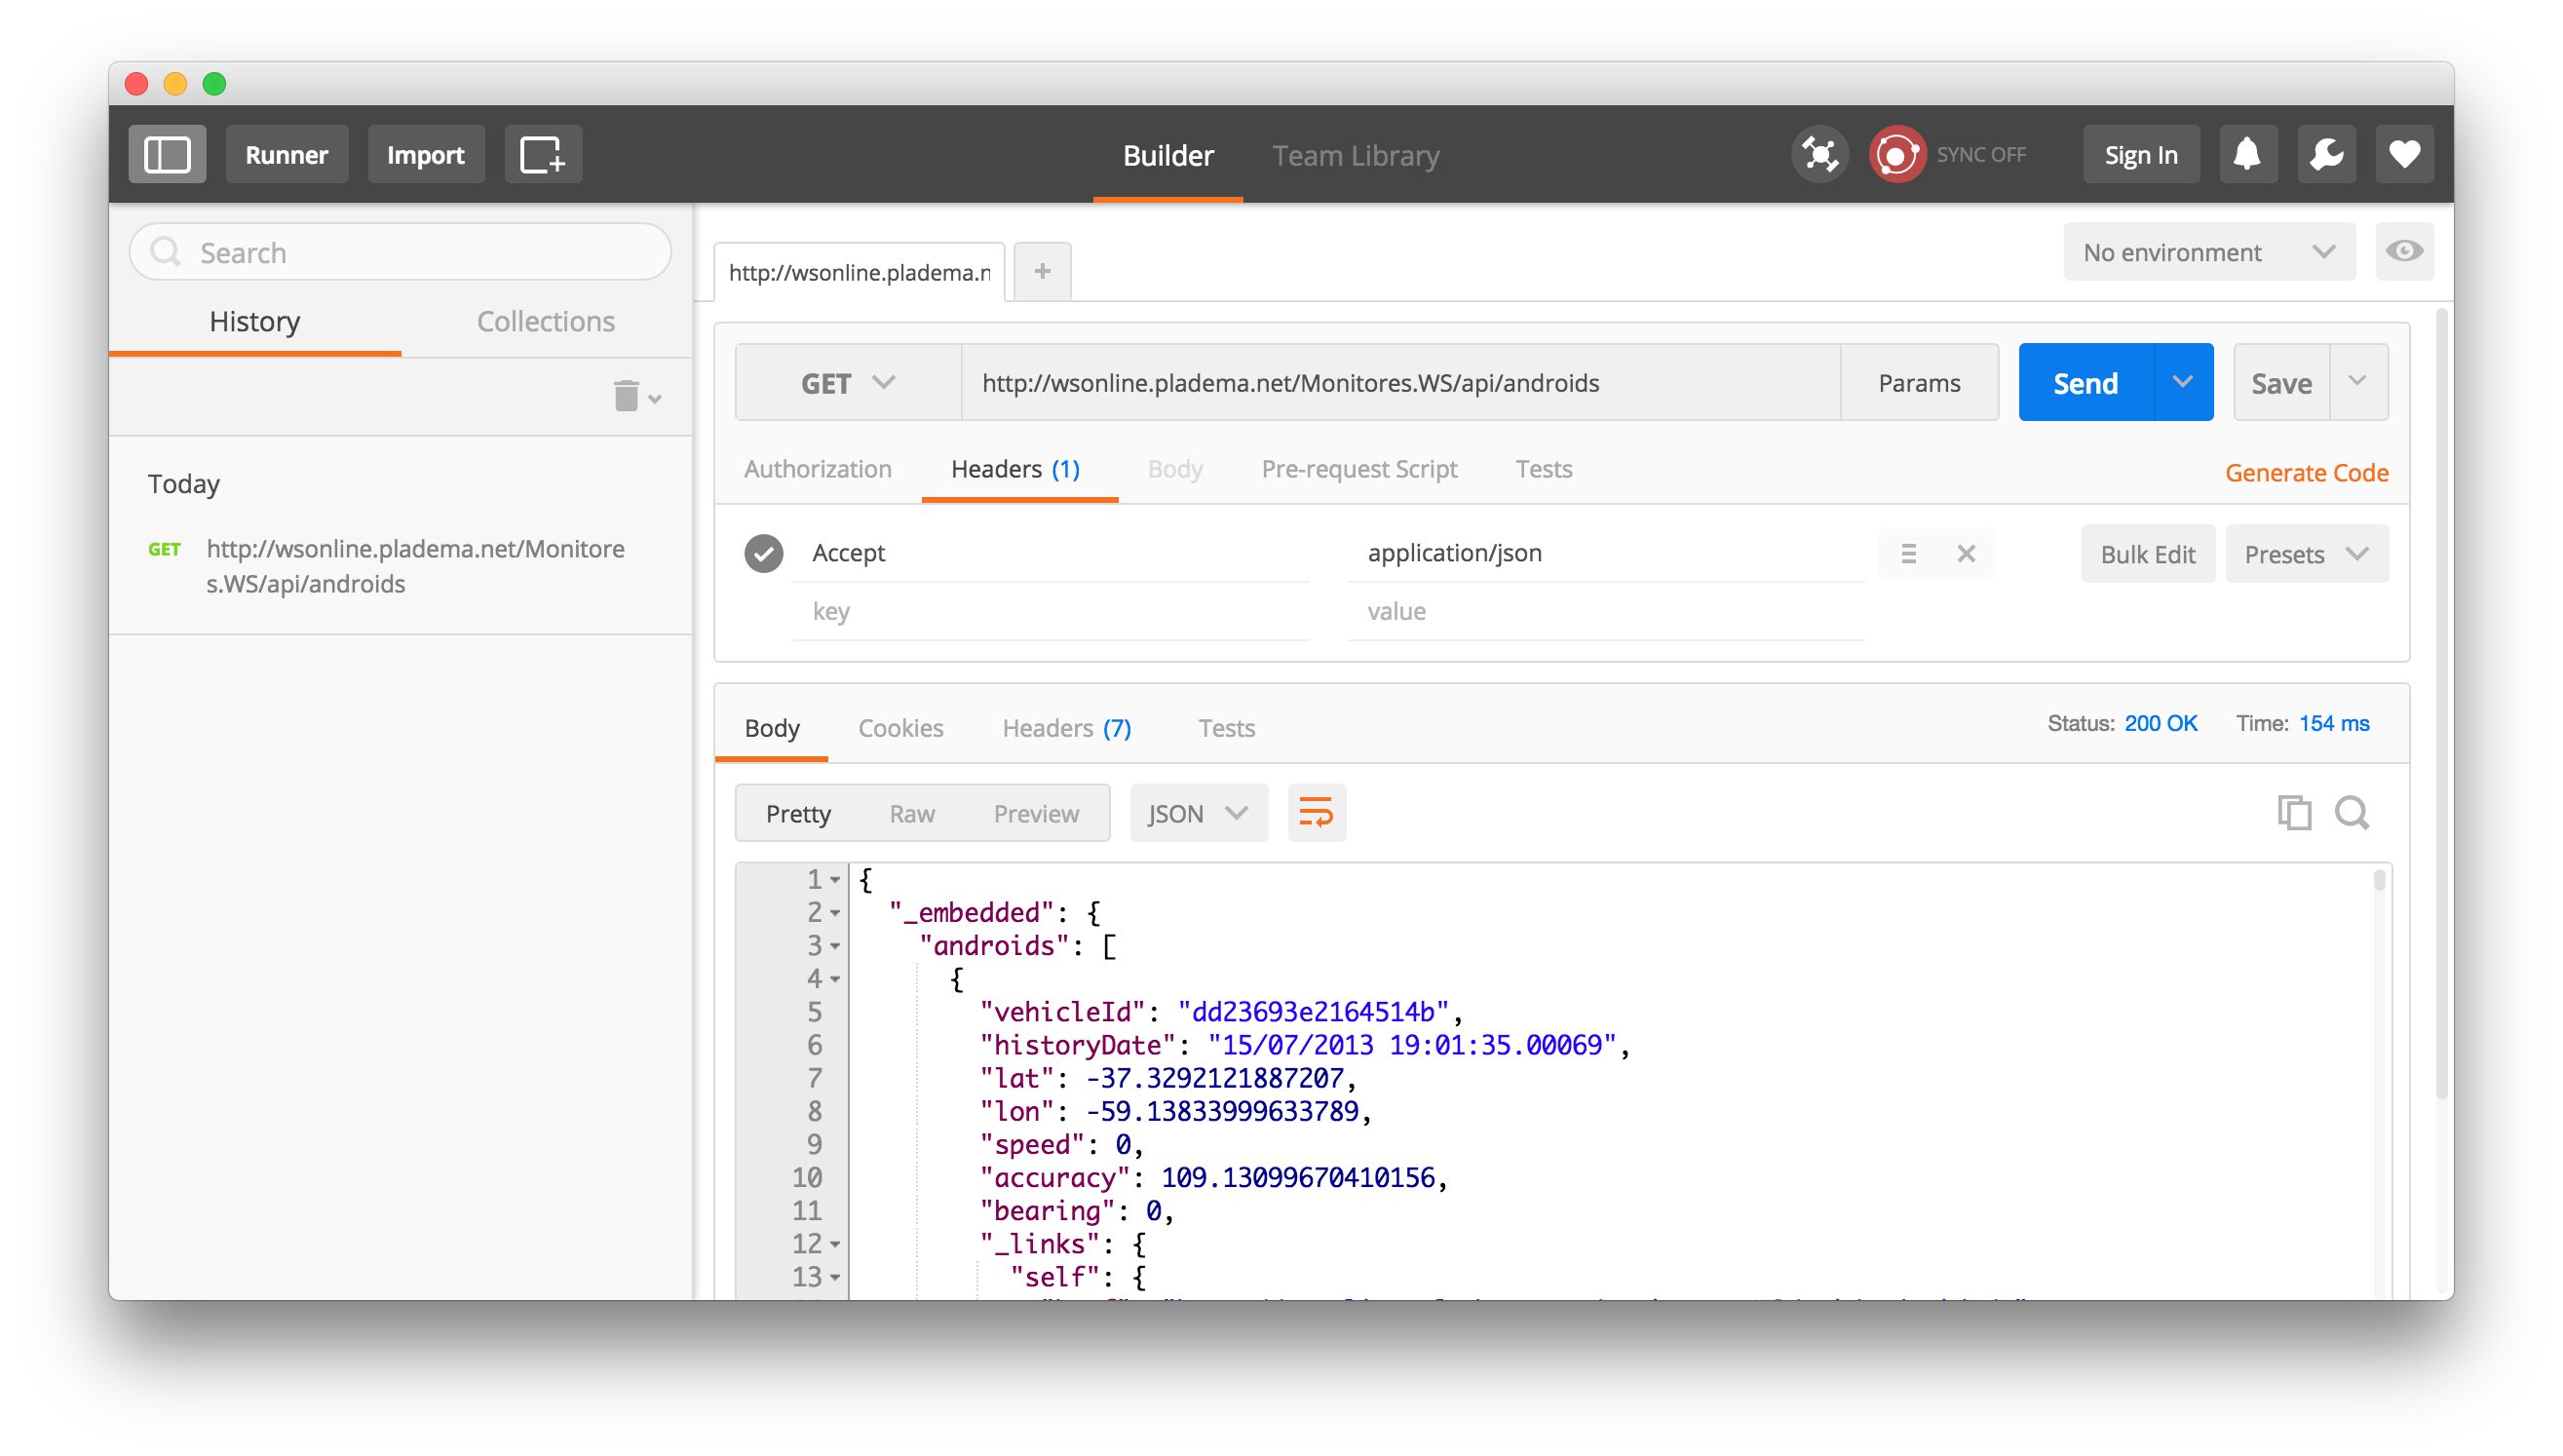 Runner
Import
Builder
Team Library
SYNC OFF
Sign In
Search
History
Collections
Today
GET http://wsonline.pladema.net/Monitore
s.WS/api/androids
http://wsonline.pladema.n
+
No environment
GET
http://wsonline.pladema.net/Monitores.WS/api/androids
Params
Send
Save
Authorization
Headers (1)
Body
Pre-request Script
Tests
Generate Code
Accept
application/json
Bulk Edit
Presets
key
value
Body
Cookies
Headers (7)
Tests
Status: 200 OK
Time: 154 ms
Pretty
Raw
Preview
JSON
1 {
2 "_embedded": {
3 "androids": [
4 {
5 "vehicleId": "dd23693e2164514b",
6 "historyDate": "15/07/2013 19:01:35.00069",
7 "lat": -37.3292121887207,
8 "lon": -59.13833999633789,
9 "speed": 0,
10 "accuracy": 109.13099670410156,
11 "bearing": 0,
12 "_links": {
13 "self": {